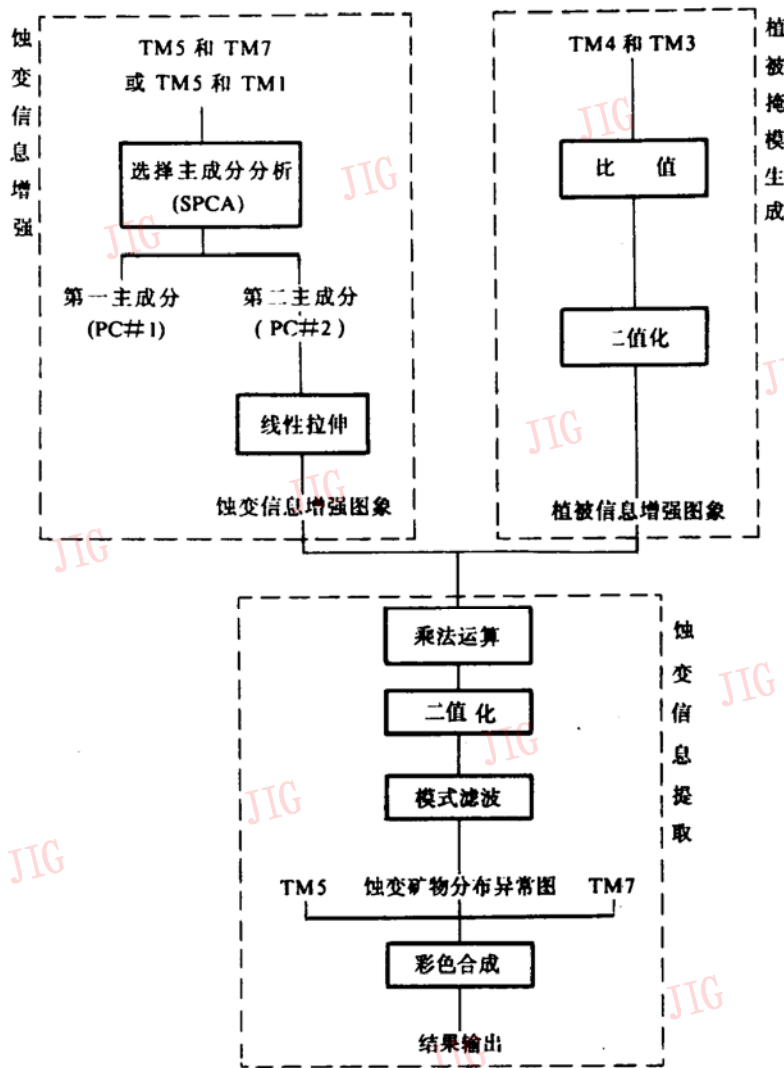 蚀变信息增强
TM5 和 TM7
或 TM5 和 TM1
选择主成分分析
(SPCA)
第一主成分
(PC#1)
第二主成分
(PC#2)
线性拉伸
蚀变信息增强图象
植被掩模生成
TM4 和 TM3
比 值
二值化
植被信息增强图象
蚀变信息提取
乘法运算
二值化
模式滤波
TM5 蚀变矿物分布异常图 TM7
彩色合成
结果输出
JIG
JIG
JIG
JIG
JIG
JIG
JIG
JIG
JIG
JIG
JIG
JIG